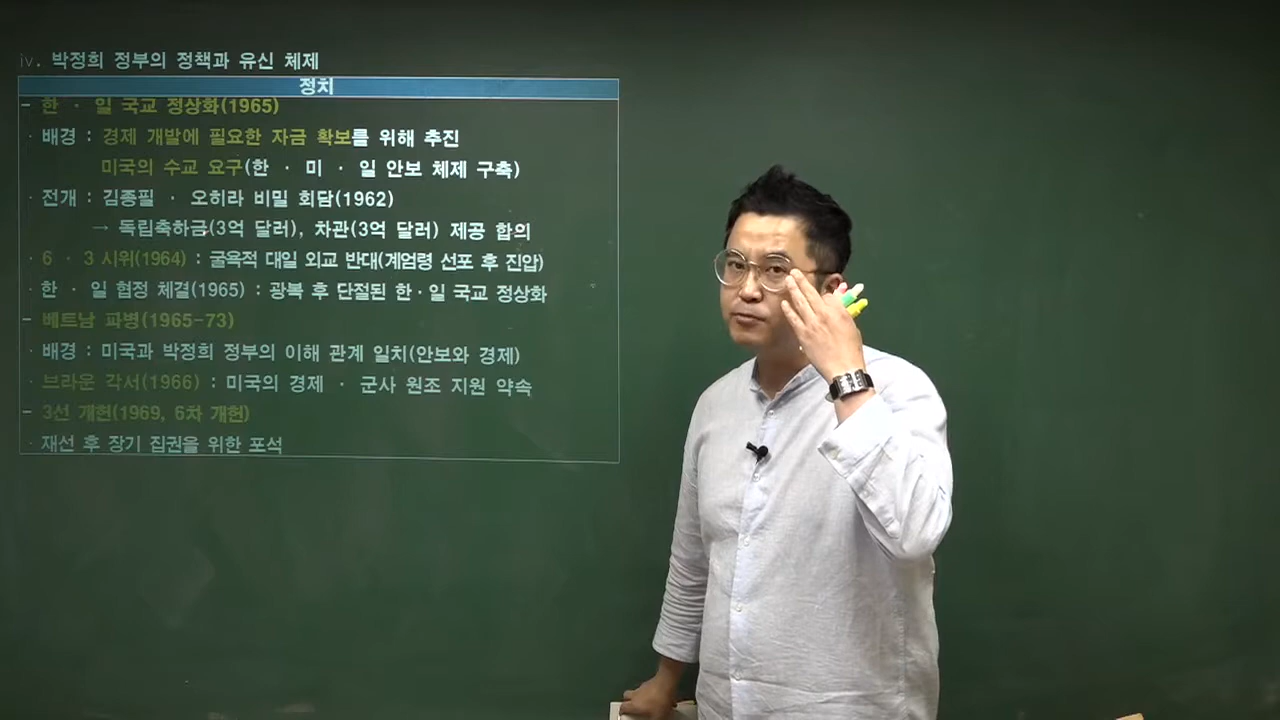 iv. 박정희 정부의 정책과 유신 체제
정치
- 한 · 일 국교 정상화(1965)
· 배경 : 경제 개발에 필요한 자금 확보를 위해 추진
미국의 수교 요구(한 · 미 · 일 안보 체제 구축)
· 전개 : 김종필 · 오히라 비밀 회담(1962)
→ 독립축하금(3억 달러), 차관(3억 달러) 제공 합의
· 6 · 3 시위(1964) : 굴욕적 대일 외교 반대(계엄령 선포 후 진압)
· 한 · 일 협정 체결(1965) : 광복 후 단절된 한·일 국교 정상화
- 베트남 파병(1965-73)
· 배경 : 미국과 박정희 정부의 이해 관계 일치(안보와 경제)
· 브라운 각서(1966) : 미국의 경제 · 군사 원조 지원 약속
- 3선 개헌(1969, 6차 개헌)
· 재선 후 장기 집권을 위한 포석